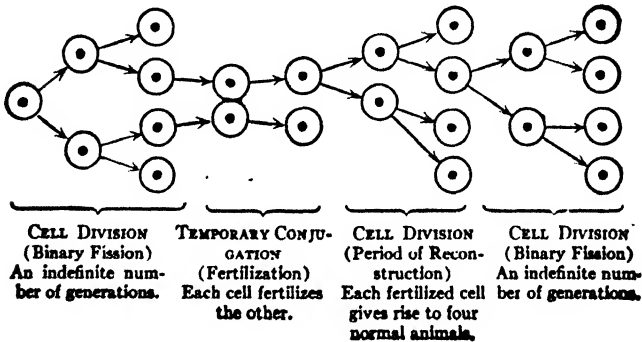 CELL DIVISION
(Binary Fission)
An indefinite num-
ber of generations.
TEMPORARY CONJU-
GATION
(Fertilization)
Each cell fertilizes
the other.
CELL DIVISION
(Period of Recon-
struction)
Each fertilized cell
gives rise to four
normal animals.
CELL DIVISION
(Binary Fission)
An indefinite num-
ber of generations.